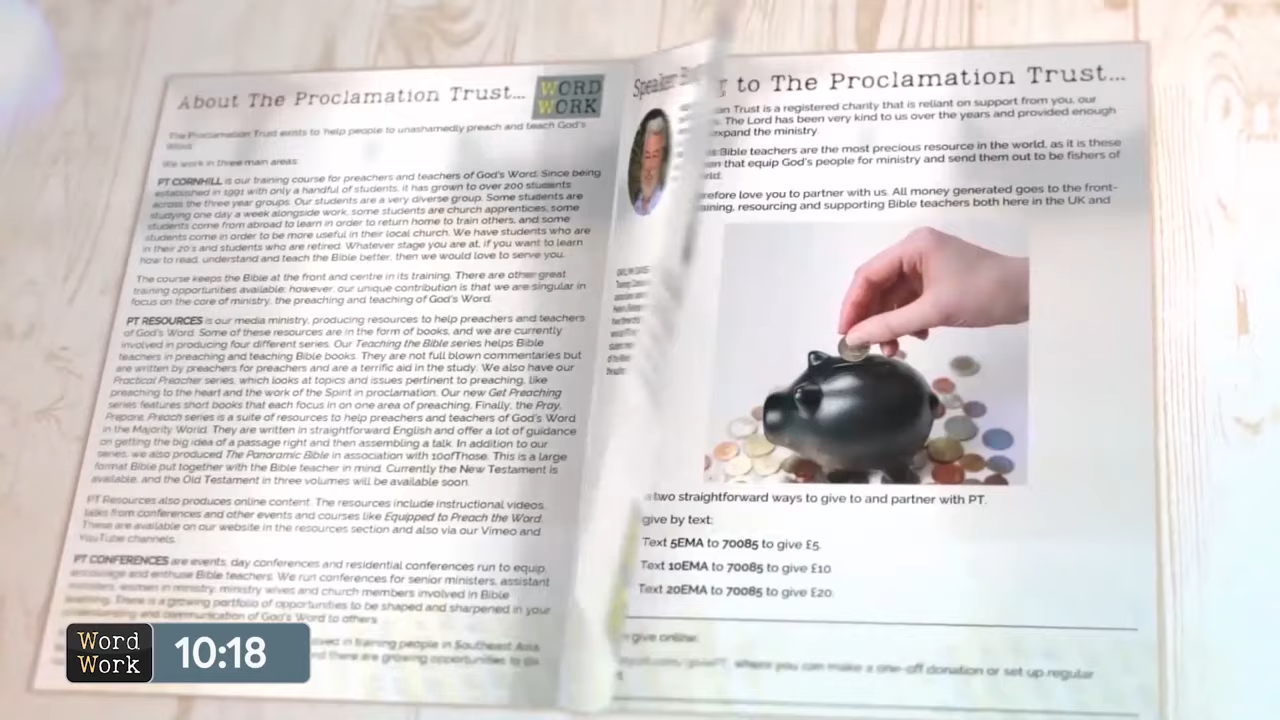 About The Proclamation Trust...
WORD
WORK
The Proclamation Trust exists to help people to unashamedly preach and teach God's
Word.
We work in three main areas:
PT CORNHILL is our training course for preachers and teachers of God's Word. Since being
established in 1991 with only a handful of students, it has grown to over 200 students
across the three year groups. Our students are a very diverse group. Some students are
studying one day a week alongside work, some students are church apprentices, some
students come from abroad to learn in order to return home to train others, and some
students come in order to be more useful in their local church. We have students who are
in their 20's and students who are retired. Whatever stage you are at, if you want to learn
how to read, understand and teach the Bible better, then we would love to serve you.
The course keeps the Bible at the front and centre in its training. There are other great
training opportunities available; however, our unique contribution is that we are singular in
focus on the core of ministry, the preaching and teaching of God's Word.
PT RESOURCES is our media ministry, producing resources to help preachers and teachers
of God's Word. Some of these resources are in the form of books, and we are currently
involved in producing four different series. Our Teaching the Bible series helps Bible
teachers in preaching and teaching Bible books. They are not full blown commentaries but
are written by preachers for preachers and are a terrific aid in the study. We also have our
Practical Preacher series, which looks at topics and issues pertinent to preaching, like
preaching to the heart and the work of the Spirit in proclamation. Our new Get Preaching
series features short books that each focus in on one area of preaching. Finally, the Pray,
Prepare, Preach series is a suite of resources to help preachers and teachers of God's Word
in the Majority World. They are written in straightforward English and offer a lot of guidance
on getting the big idea of a passage right and then assembling a talk. In addition to our
series, we also produced The Panoramic Bible in association with 10ofThose. This is a large
format Bible put together with the Bible teacher in mind. Currently the New Testament is
available, and the Old Testament in three volumes will be available soon.
PT Resources also produces online content. The resources include instructional videos,
talks from conferences and other events and courses like Equipped to Preach the Word.
These are available on our website in the resources section and also via our Vimeo and
YouTube channels.
PT CONFERENCES are events, day conferences and residential conferences run to equip,
encourage and enthuse Bible teachers. We run conferences for senior ministers, assistant
ministers, women in ministry, ministry wives and church members involved in Bible
teaching. There is a growing portfolio of opportunities to be shaped and sharpened in your
understanding and communication of God's Word to others.
in training people in Southeast Asia
and there are growing opportunities to
Speaker
to The Proclamation Trust...
Trust is a registered charity that is reliant on support from you, our
The Lord has been very kind to us over the years and provided enough
expand the ministry.
Bible teachers are the most precious resource in the world, as it is these
that equip God's people for ministry and send them out to be fishers of
love you to partner with us. All money generated goes to the front-
resourcing and supporting Bible teachers both here in the UK and
two straightforward ways to give to and partner with PT.
give by text:
Text 5EMA to 70085 to give £5.
Text 10EMA to 70085 to give £10.
Text 20EMA to 70085 to give £20.
give online:
where you can make a one-off donation or set up regular
Word
Work
10:18